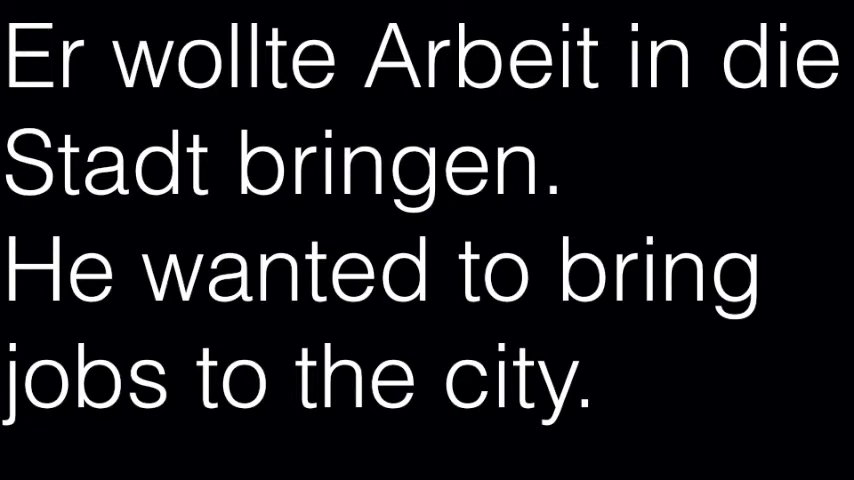 Er wollte Arbeit in die
Stadt bringen.
He wanted to bring
jobs to the city.